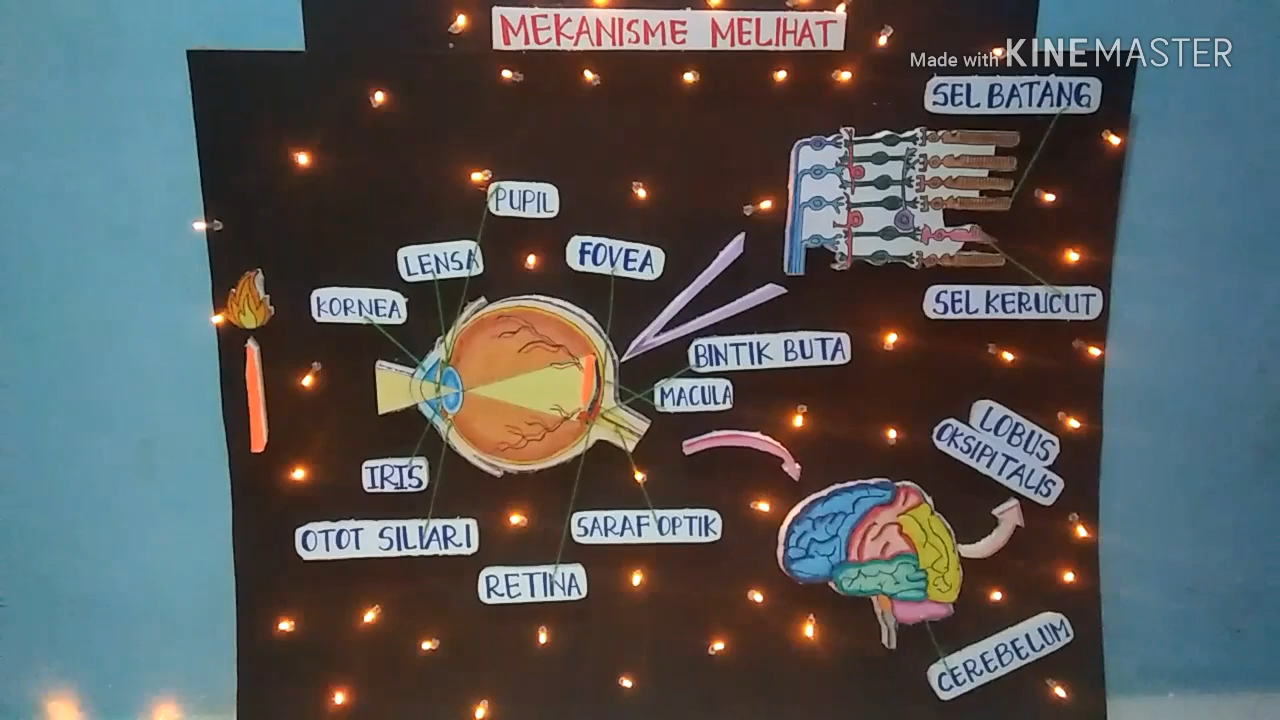 MEKANISME MELIHAT
Made with KINEMASTER
SEL BATANG
PUPIL
LENSA
FOVEA
KORNEA
SEL KERUCUT
BINTIK BUTA
MACULA
LOBUS
OKSIPITALIS
IRIS
OTOT SILIARI
SARAF OPTIK
RETINA
CEREBELUM